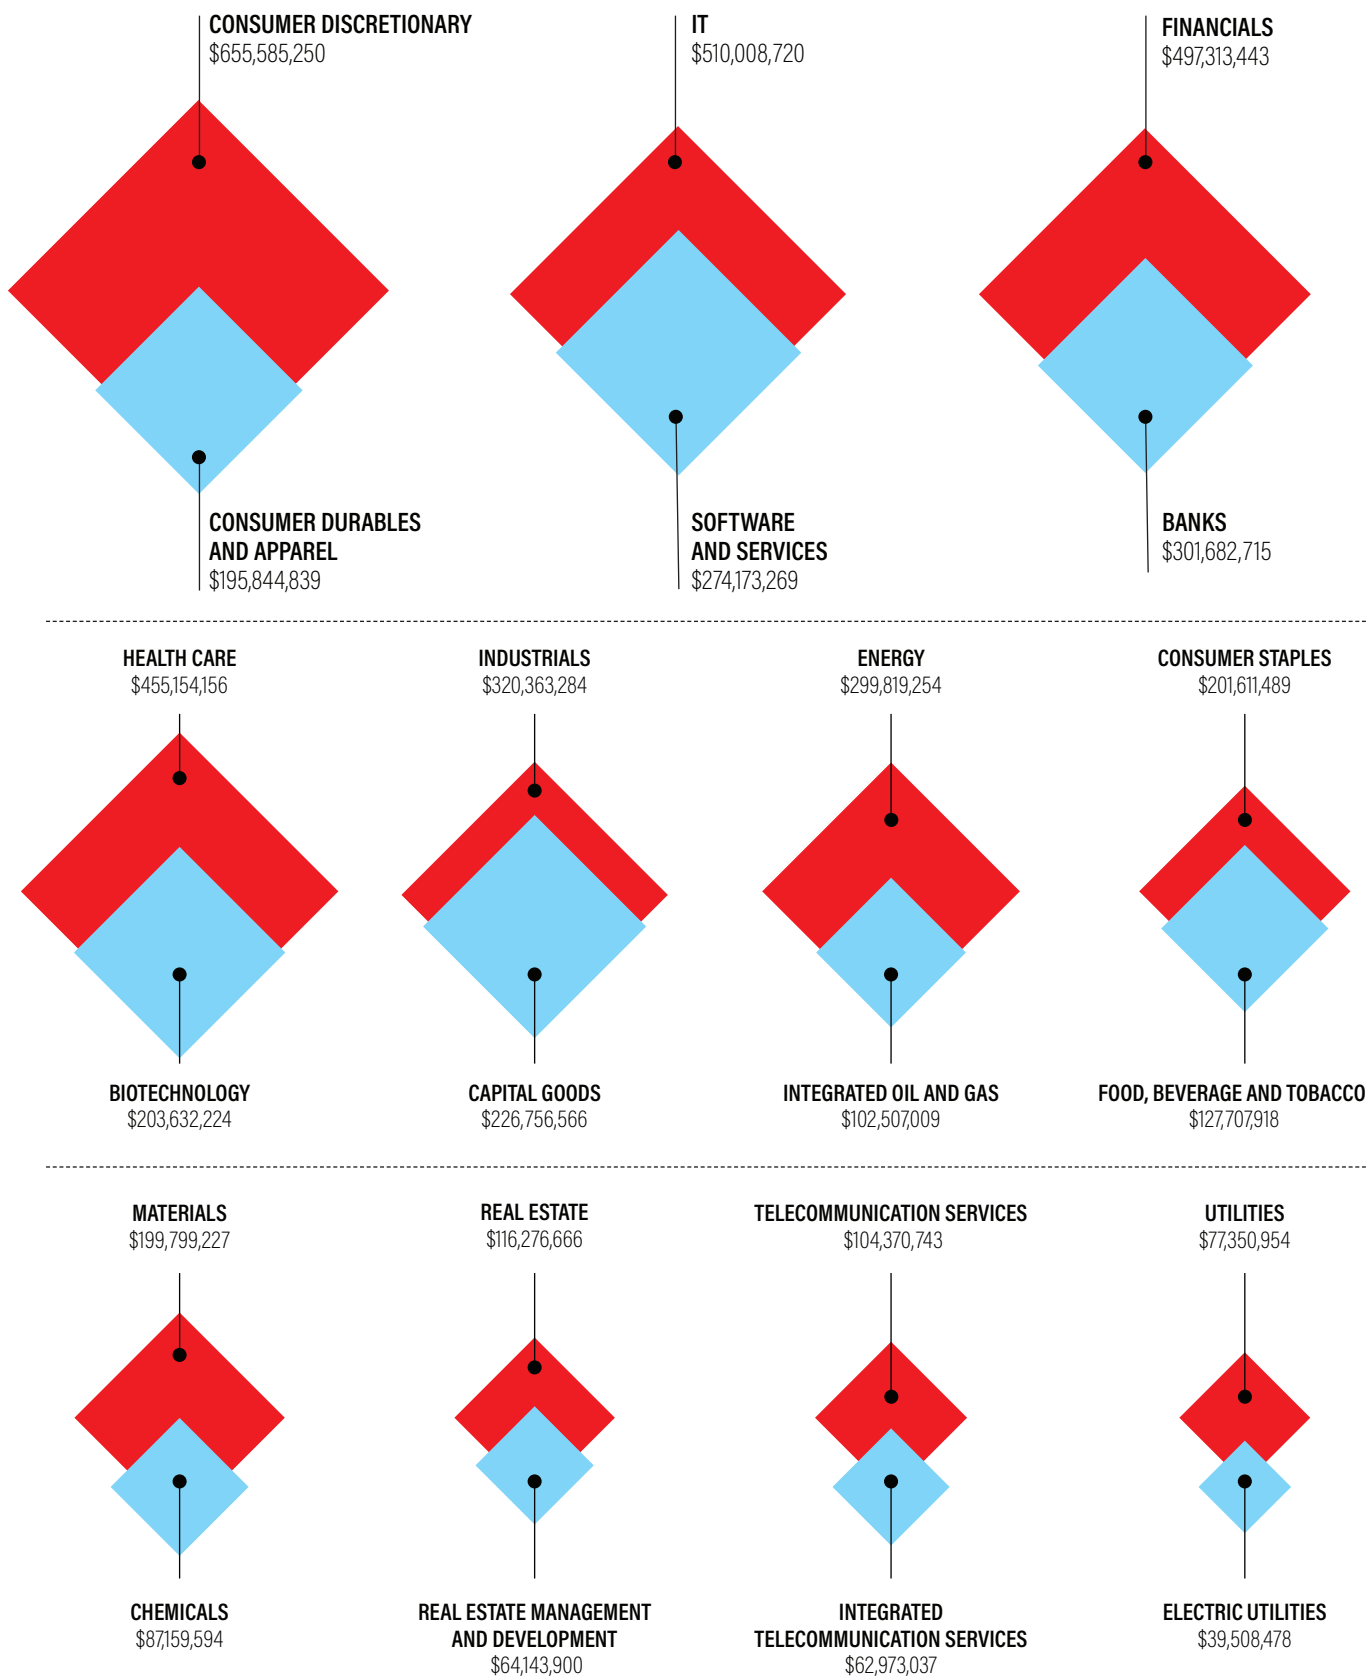 CONSUMER DISCRETIONARY
$655,585,250
IT
$510,008,720
FINANCIALS
$497,313,443
CONSUMER DURABLES
AND APPAREL
$195,844,839
SOFTWARE
AND SERVICES
$274,173,269
BANKS
$301,682,715
HEALTH CARE
$455,154,156
INDUSTRIALS
$320,363,284
ENERGY
$299,819,254
CONSUMER STAPLES
$201,611,489
BIOTECHNOLOGY
$203,632,224
CAPITAL GOODS
$226,756,566
INTEGRATED OIL AND GAS
$102,507,009
FOOD, BEVERAGE AND TOBACCO
$127,707,918
MATERIALS
$199,799,227
REAL ESTATE
$116,276,666
TELECOMMUNICATION SERVICES
$104,370,743
UTILITIES
$77,350,954
CHEMICALS
$87,159,594
REAL ESTATE MANAGEMENT
AND DEVELOPMENT
$64,143,900
INTEGRATED
TELECOMMUNICATION SERVICES
$62,973,037
ELECTRIC UTILITIES
$39,508,478